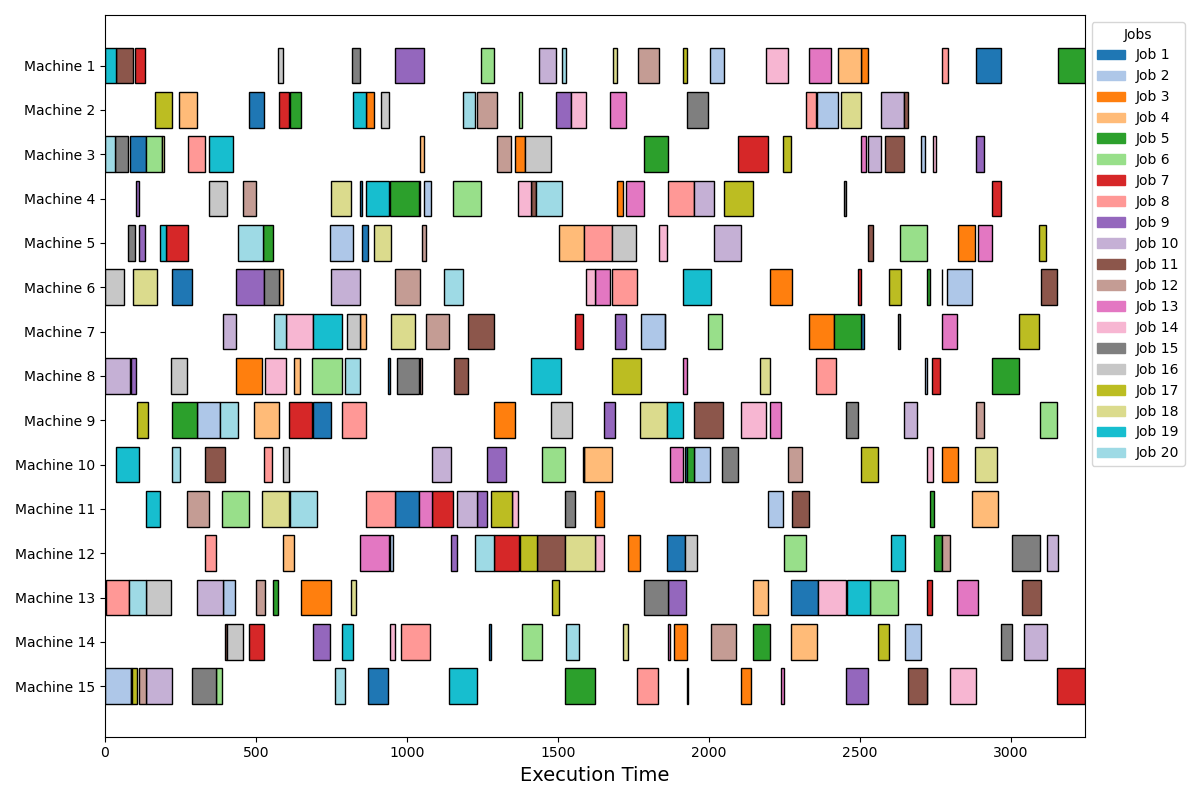 Machine 1
Machine 2
Machine 3
Machine 4
Machine 5
Machine 6
Machine 7
Machine 8
Machine 9
Machine 10
Machine 11
Machine 12
Machine 13
Machine 14
Machine 15
0 500 1000 1500 2000 2500 3000
Execution Time
Jobs
Job 1
Job 2
Job 3
Job 4
Job 5
Job 6
Job 7
Job 8
Job 9
Job 10
Job 11
Job 12
Job 13
Job 14
Job 15
Job 16
Job 17
Job 18
Job 19
Job 20